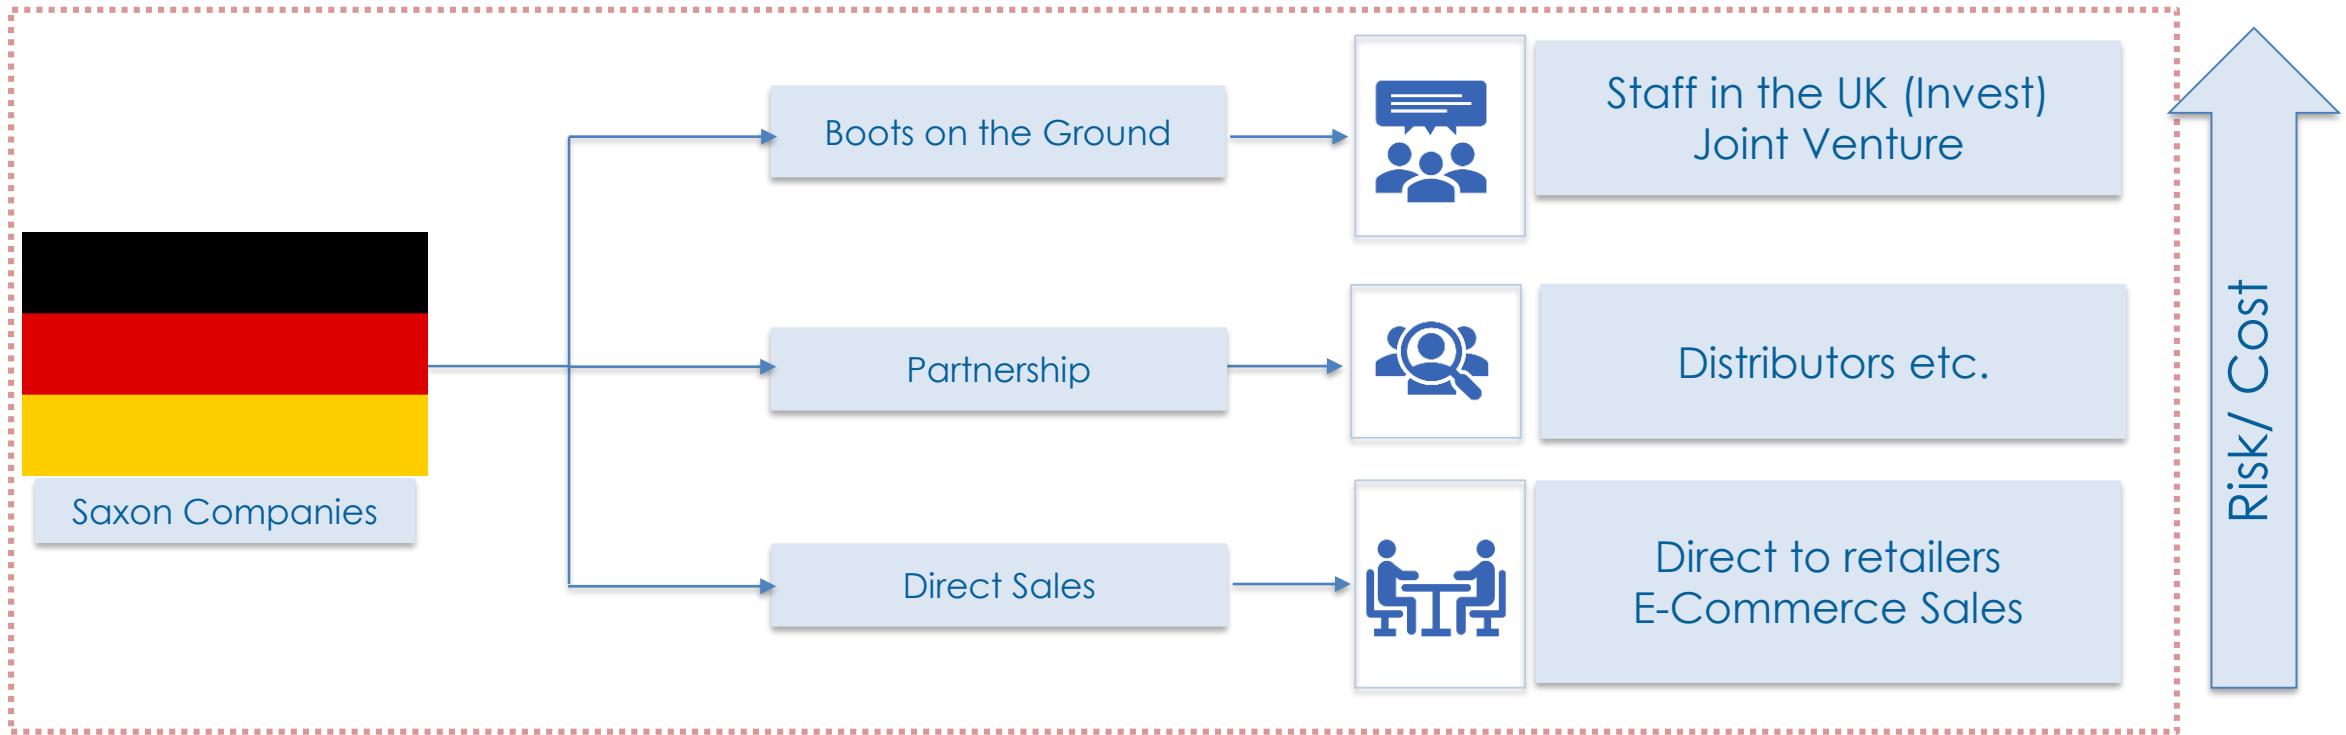 Boots on the Ground
Staff in the UK (Invest)
Joint Venture
Saxon Companies
Partnership
Distributors etc.
Direct Sales
Direct to retailers
E-Commerce Sales
Risk/ Cost